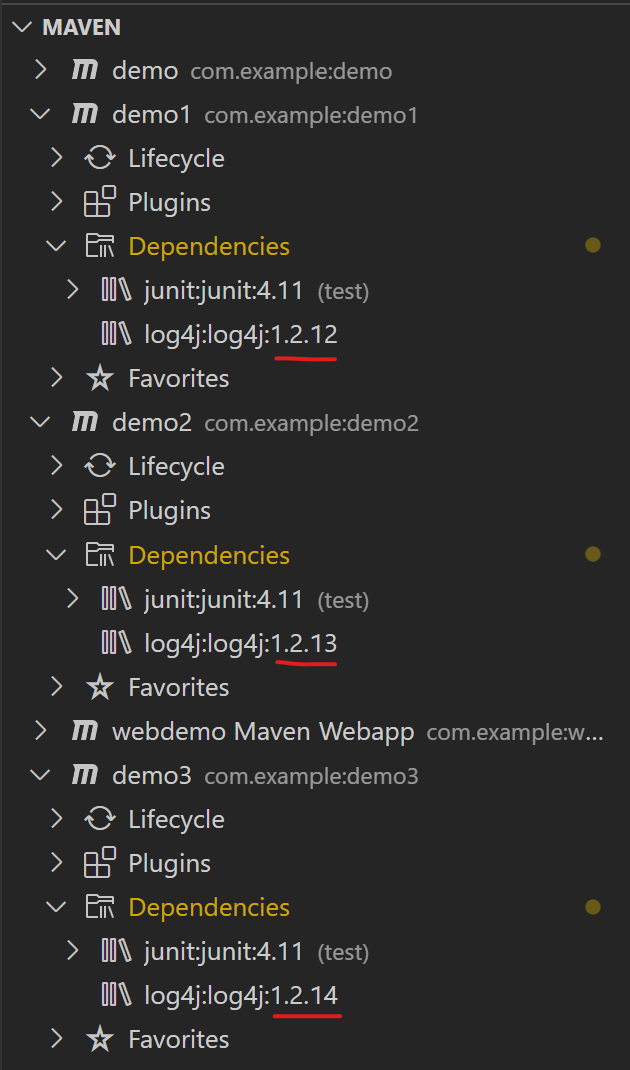 MAVEN
demo com.example:demo
demo1 com.example:demo1
Lifecycle
Plugins
Dependencies
junit:junit:4.11 (test)
log4j:log4j:1.2.12
Favorites
demo2 com.example:demo2
Lifecycle
Plugins
Dependencies
junit:junit:4.11 (test)
log4j:log4j:1.2.13
Favorites
webdemo Maven Webapp com.example:w...
demo3 com.example:demo3
Lifecycle
Plugins
Dependencies
junit:junit:4.11 (test)
log4j:log4j:1.2.14
Favorites